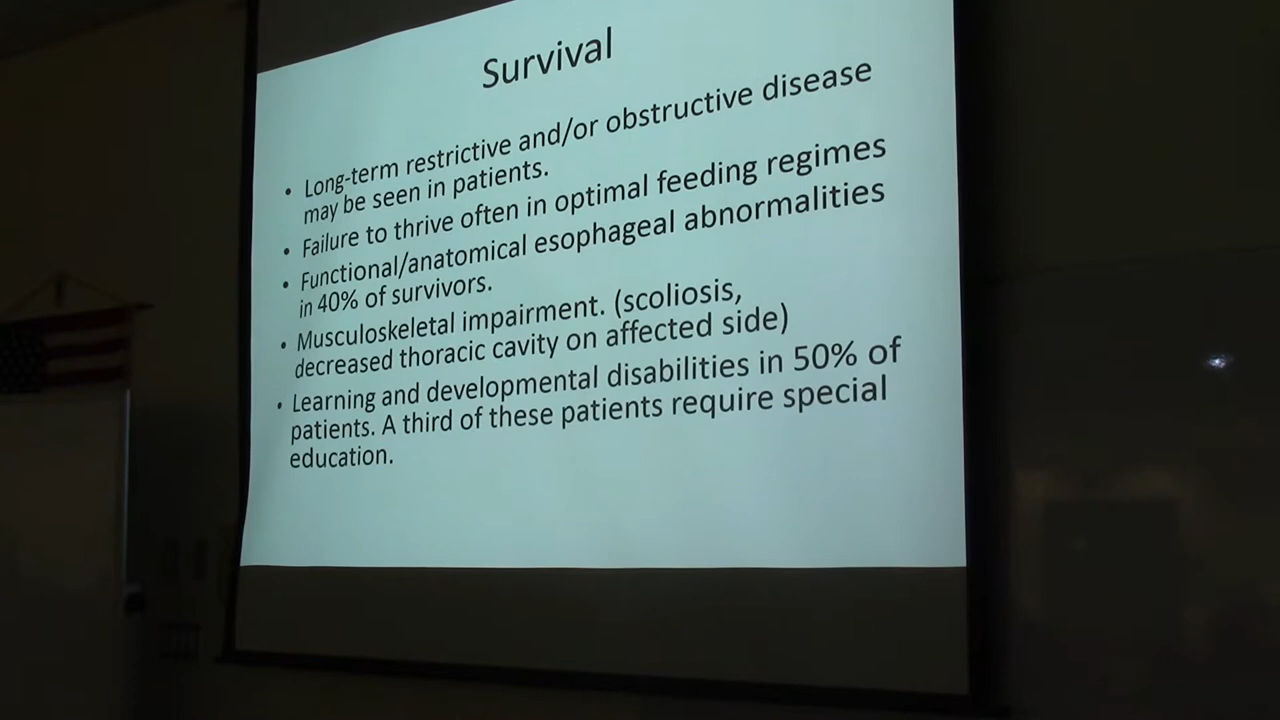 Survival
• Long-term restrictive and/or obstructive disease
may be seen in patients.
• Failure to thrive often in optimal feeding regimes
• Functional/anatomical esophageal abnormalities
in 40% of survivors.
• Musculoskeletal impairment. (scoliosis,
decreased thoracic cavity on affected side)
• Learning and developmental disabilities in 50% of
patients. A third of these patients require special
education.